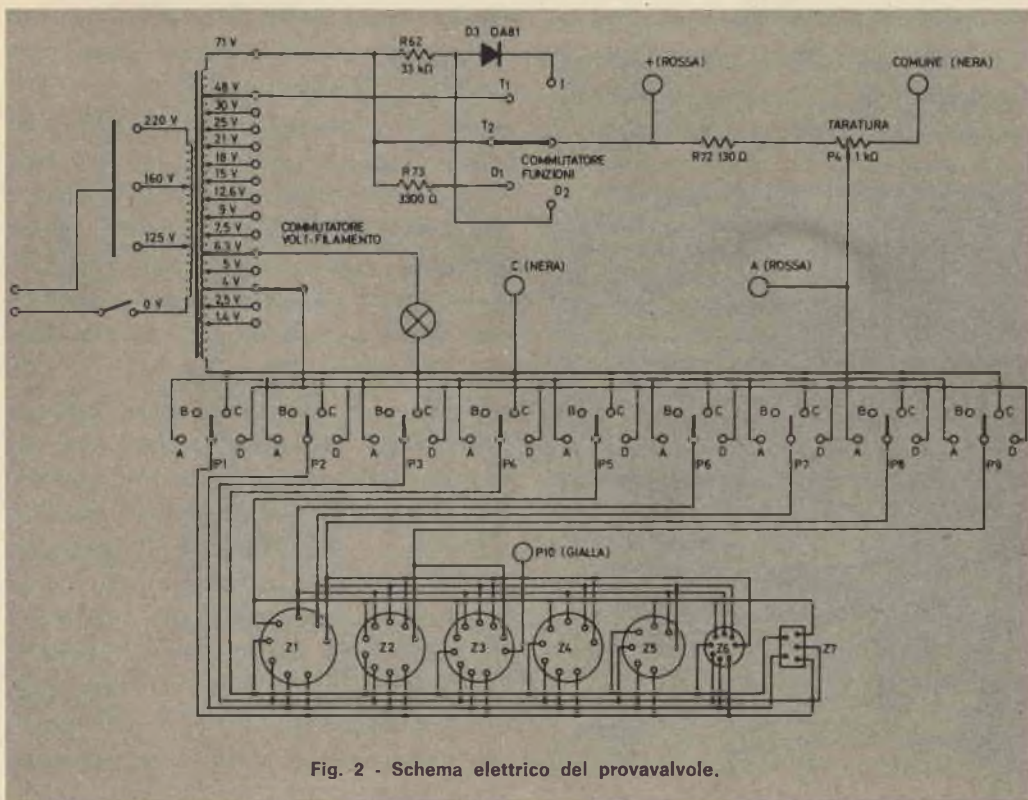 71 V
R62
33 kΩ
D3 OA81
I
+ (ROSSA)
COMUNE (NERA)
48 V
T1
30 V
25 V
220 V
21 V
T2
TARATURA
18 V
COMMUTATORE
FUNZIONI
R72 130 Ω
P4 1 kΩ
15 V
160 V
R73
3300 Ω
D1
D2
12,6 V
9 V
7,5 V
COMMUTATORE
VOLT-FILAMENTO
125 V
6,3 V
C (NERA)
A (ROSSA)
5 V
4 V
0 V
2,5 V
1,4 V
B C B C B C B C B C B C B C B C B C
A D A D A D A D A D A D A D A D A D
P1 P2 P3 P4 P5 P6 P7 P8 P9
P10 (GIALLA)
Z1 Z2 Z3 Z4 Z5 Z6 Z7
Fig. 2 - Schema elettrico del provavalvole.